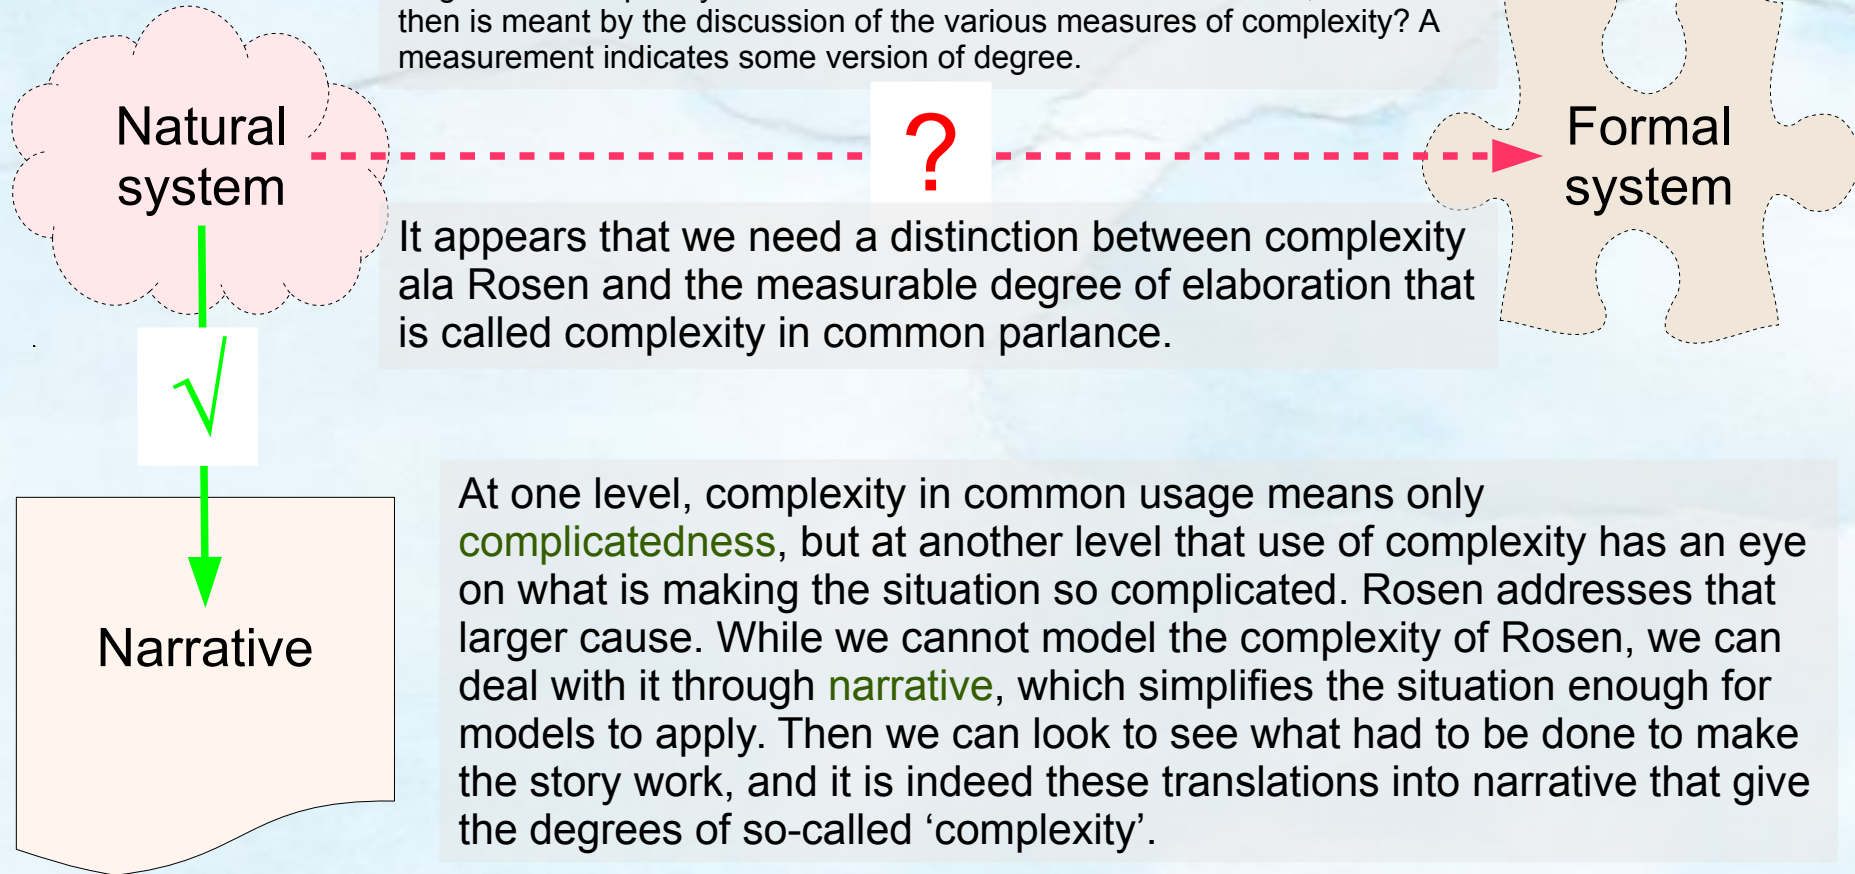 then is meant by the discussion of the various measures of complexity? A
measurement indicates some version of degree.
Natural
system
?
Formal
system
It appears that we need a distinction between complexity
ala Rosen and the measurable degree of elaboration that
is called complexity in common parlance.
√
Narrative
At one level, complexity in common usage means only
complicatedness, but at another level that use of complexity has an eye
on what is making the situation so complicated. Rosen addresses that
larger cause. While we cannot model the complexity of Rosen, we can
deal with it through narrative, which simplifies the situation enough for
models to apply. Then we can look to see what had to be done to make
the story work, and it is indeed these translations into narrative that give
the degrees of so-called ‘complexity’.